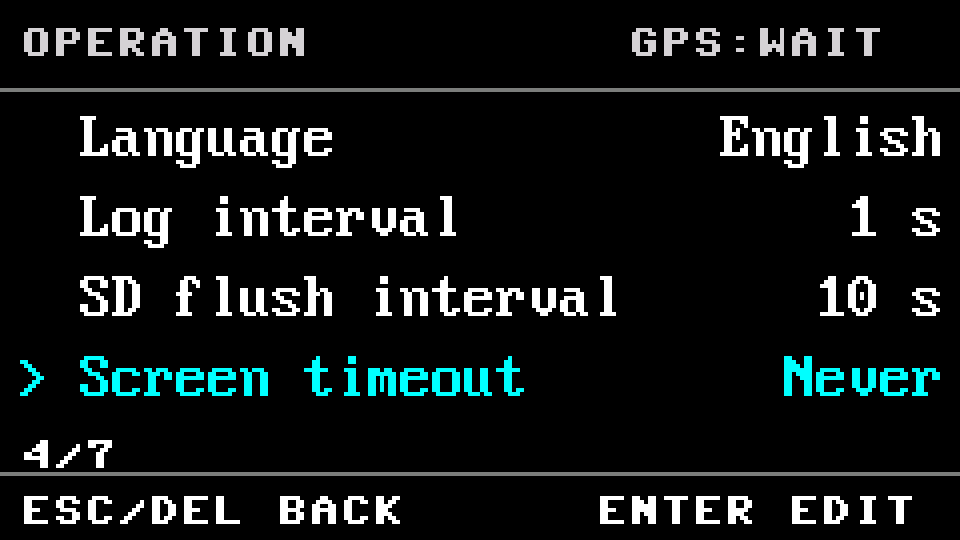 OPERATION GPS:WAIT
Language English
Log interval 1 s
SD flush interval 10 s
> Screen timeout Never
4/7
ESC/DEL BACK ENTER EDIT